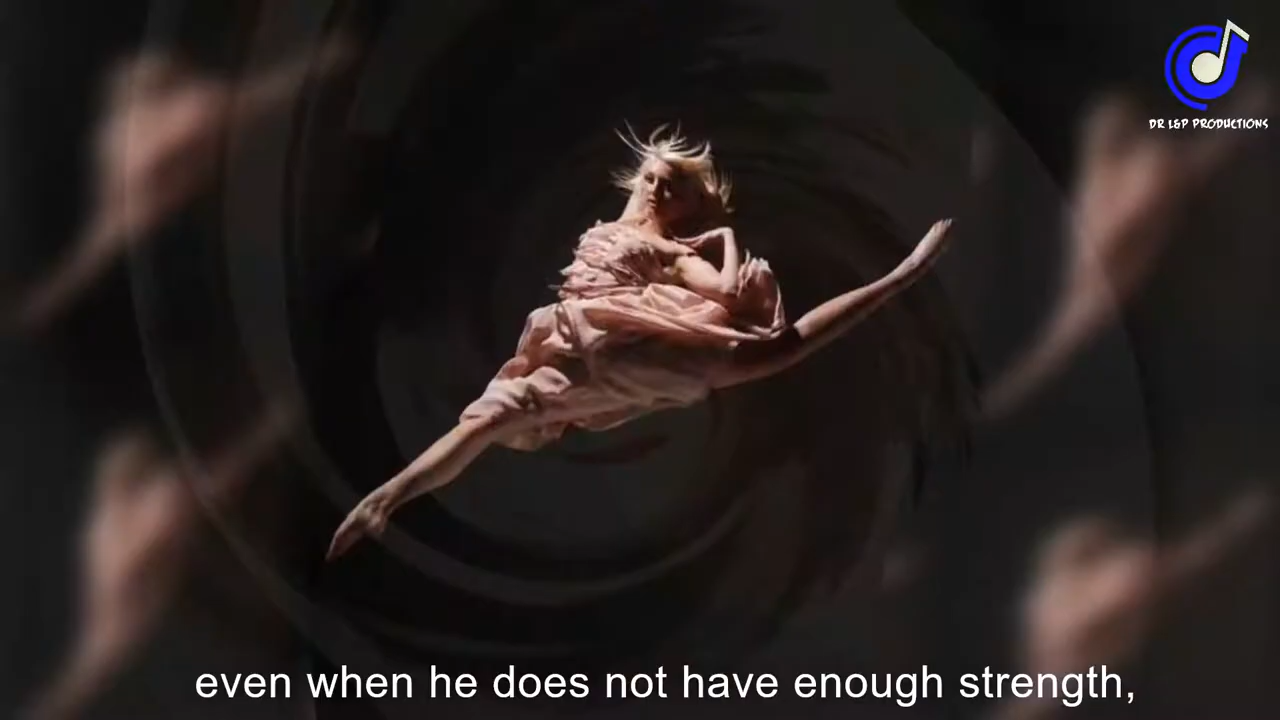 DR L&P PRODUCTIONS
even when he does not have enough strength,